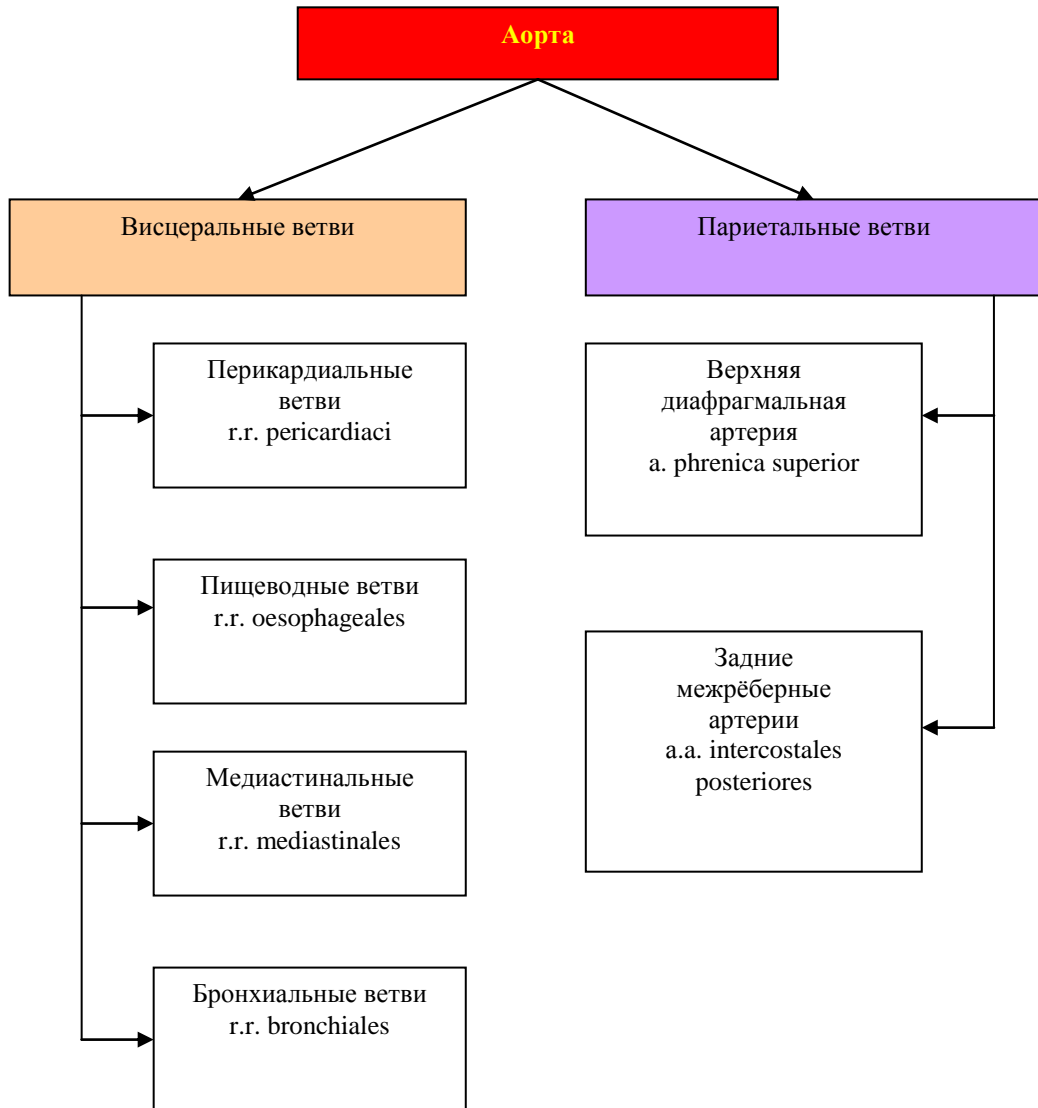 Аорта
Висцеральные ветви
Париетальные ветви
Перикардиальные
ветви
r.r. pericardiaci
Верхняя
диафрагмальная
артерия
a. phrenica superior
Пищеводные ветви
r.r. oesophageales
Задние
межрёберные
артерии
a.a. intercostales
posteriores
Медиастинальные
ветви
r.r. mediastinales
Бронхиальные ветви
r.r. bronchiales